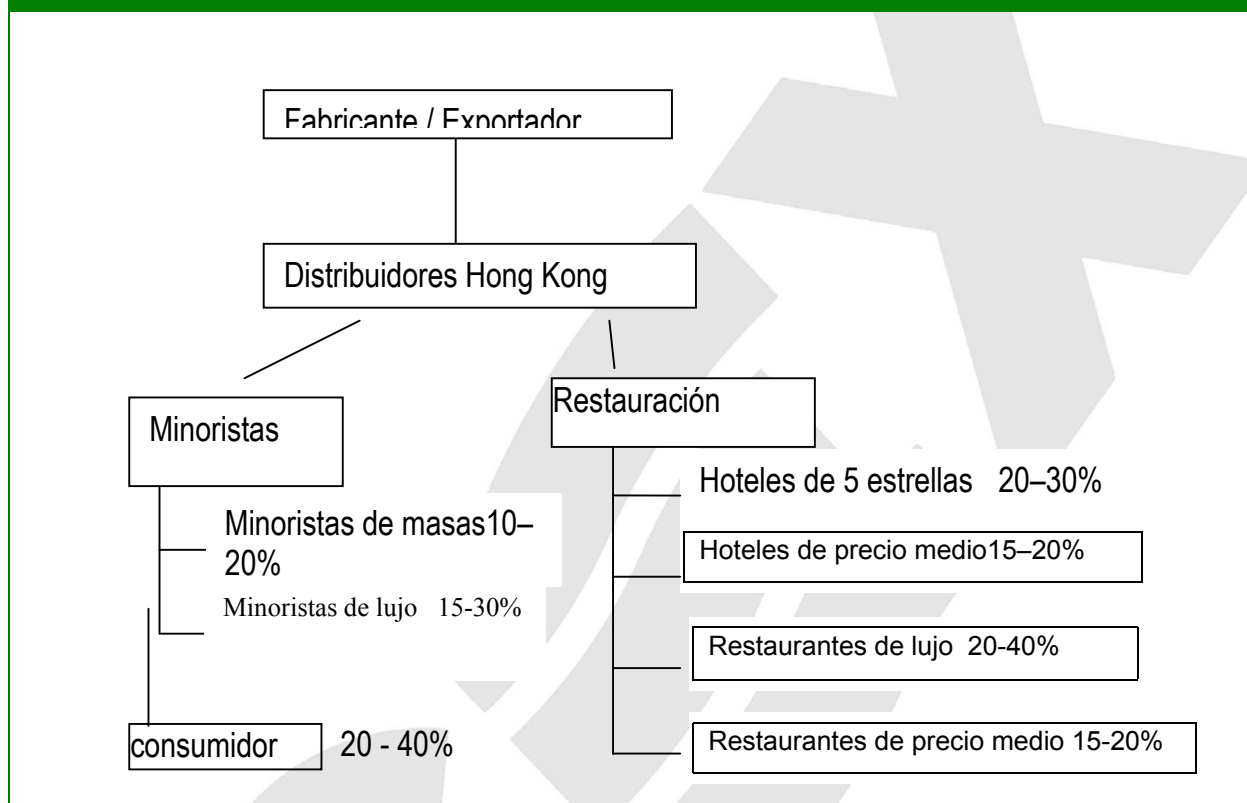 Fabricante / Exportador
Distribuidores Hong Kong
Minoristas
Minoristas de masas10–
20%
Minoristas de lujo 15-30%
consumidor 20 - 40%
Restauración
Hoteles de 5 estrellas 20–30%
Hoteles de precio medio15–20%
Restaurantes de lujo 20-40%
Restaurantes de precio medio 15-20%